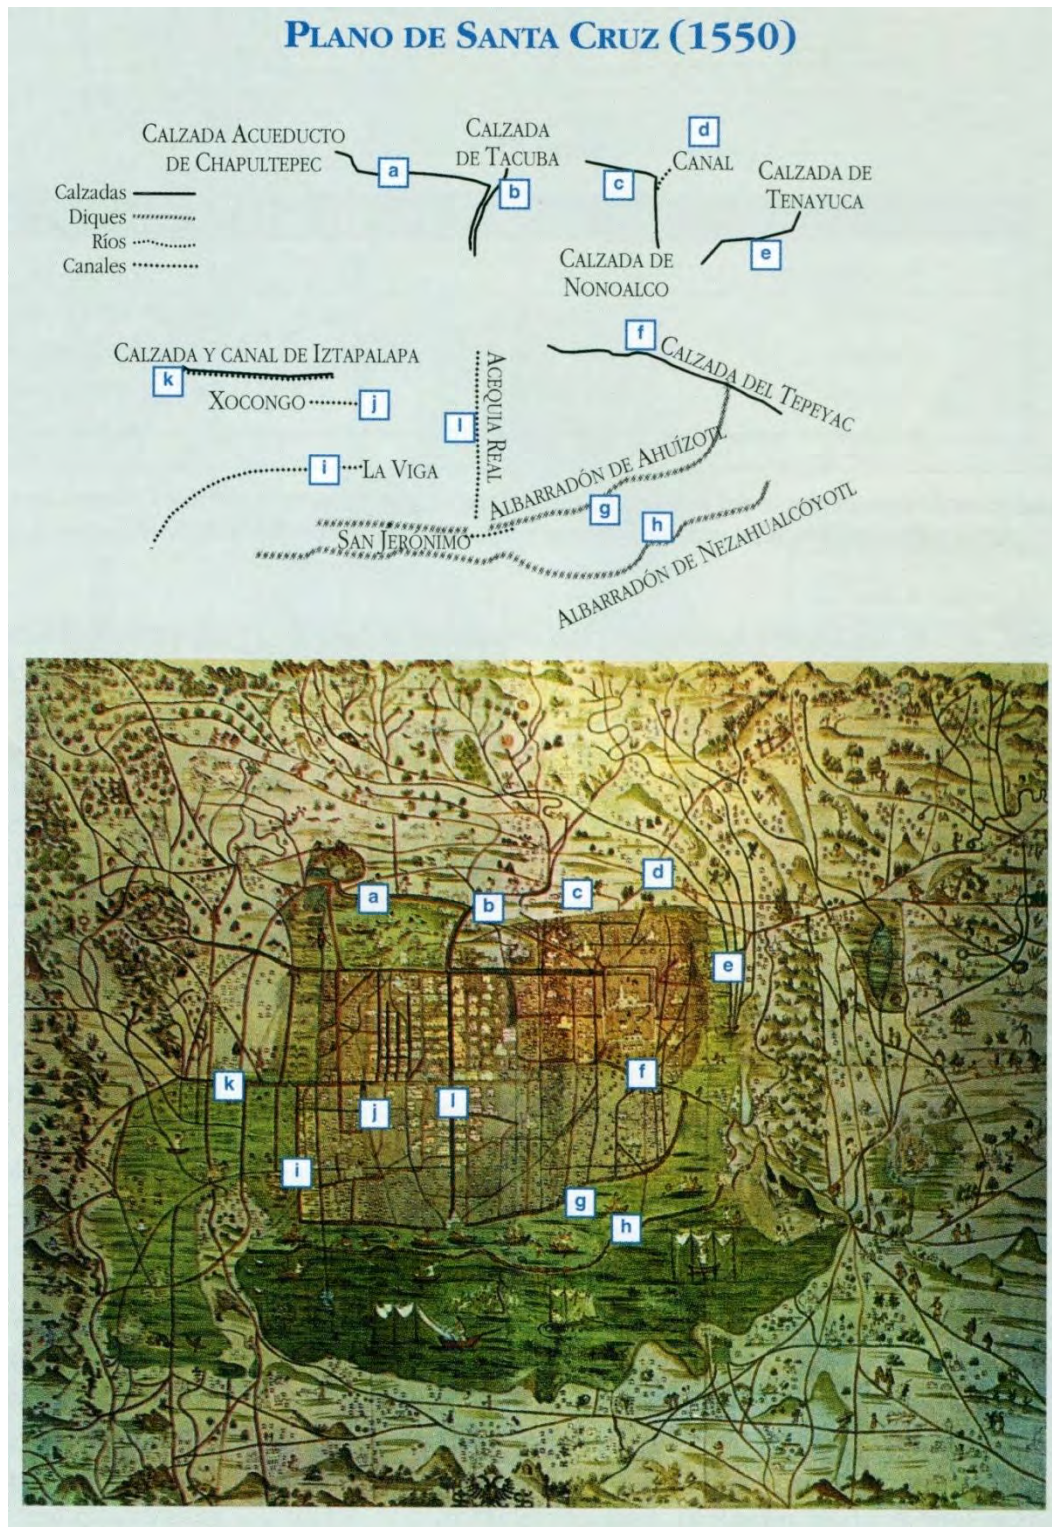 PLANO DE SANTA CRUZ (1550)
CALZADA ACUEDUCTO
DE CHAPULTEPEC
a
CALZADA
DE TACUBA
b
c
d
CANAL
CALZADA DE
TENAYUCA
e
Calzadas
Diques
Ríos
Canales
CALZADA DE
NONOALCO
f
CALZADA DEL TEPEYAC
CALZADA Y CANAL DE IZTAPALAPA
k
XOCONGO
j
l
ACEQUIA REAL
i
LA VIGA
ALBARRADÓN DE AHUÍZOTL
g
h
SAN JERÓNIMO
ALBARRADÓN DE NEZAHUALCÓYOTL
a
b
c
d
e
f
k
j
l
i
g
h